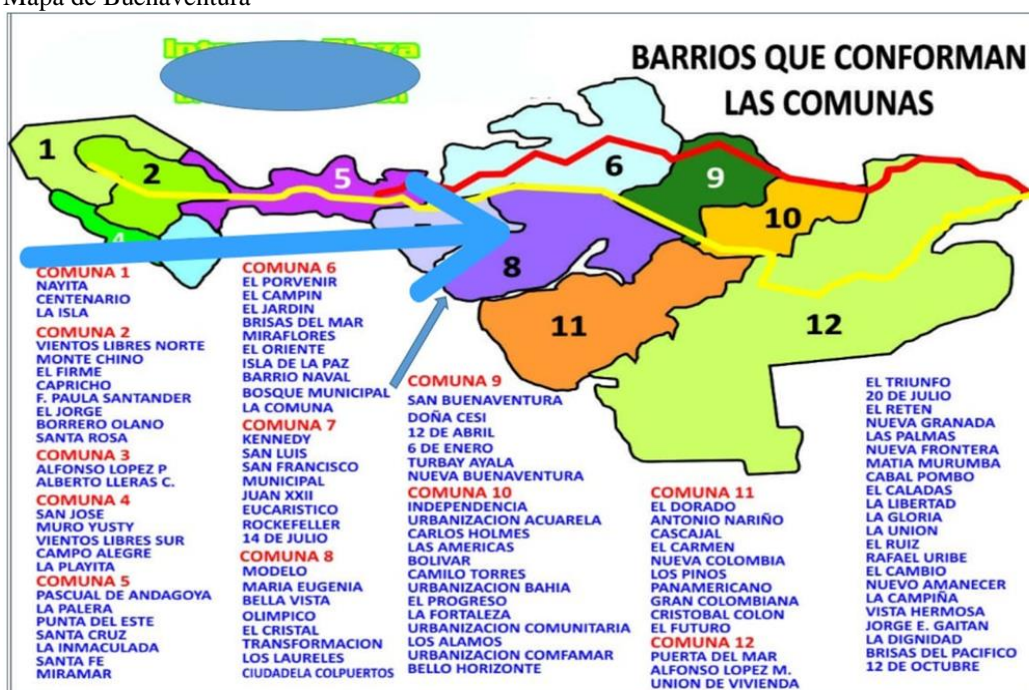 Mapa de Buenaventura
BARRIOS QUE CONFORMAN
LAS COMUNAS
1
2
5
6
9
10
4
8
11
12
COMUNA 1
NAYITA
CENTENARIO
LA ISLA
COMUNA 2
VIENTOS LIBRES NORTE
MONTE CHINO
EL FIRME
CAPRICHO
F. PAULA SANTANDER
EL JORGE
BORRERO OLANO
SANTA ROSA
COMUNA 3
ALFONSO LOPEZ P
ALBERTO LLERAS C.
COMUNA 4
SAN JOSE
MURO YUSTY
VIENTOS LIBRES SUR
CAMPO ALEGRE
LA PLAYITA
COMUNA 5
PASCUAL DE ANDAGOYA
LA PALERA
PUNTA DEL ESTE
SANTA CRUZ
LA INMACULADA
SANTA FE
MIRAMAR
COMUNA 6
EL PORVENIR
EL CAMPIN
EL JARDIN
BRISAS DEL MAR
MIRAFLORES
EL ORIENTE
ISLA DE LA PAZ
BARRIO NAVAL
BOSQUE MUNICIPAL
LA COMUNA
COMUNA 7
KENNEDY
SAN LUIS
SAN FRANCISCO
MUNICIPAL
JUAN XXII
EUCARISTICO
ROCKEFELLER
14 DE JULIO
COMUNA 8
MODELO
MARIA EUGENIA
BELLA VISTA
OLIMPICO
EL CRISTAL
TRANSFORMACION
LOS LAURELES
CIUDADELA COLPUERTOS
COMUNA 9
SAN BUENAVENTURA
DOÑA CESI
12 DE ABRIL
6 DE ENERO
TURBAY AYALA
NUEVA BUENAVENTURA
COMUNA 10
INDEPENDENCIA
URBANIZACION ACUARELA
CARLOS HOLMES
LAS AMERICAS
BOLIVAR
CAMILO TORRES
URBANIZACION BAHIA
EL PROGRESO
LA FORTALEZA
URBANIZACION COMUNITARIA
LOS ALAMOS
URBANIZACION COMFAMAR
BELLO HORIZONTE
COMUNA 11
EL DORADO
ANTONIO NARIÑO
CASCAJAL
EL CARMEN
NUEVA COLOMBIA
LOS PINOS
PANAMERICANO
GRAN COLOMBIANA
CRISTOBAL COLON
EL FUTURO
COMUNA 12
PUERTA DEL MAR
ALFONSO LOPEZ M.
UNION DE VIVIENDA
EL TRIUNFO
20 DE JULIO
EL RETEN
NUEVA GRANADA
LAS PALMAS
NUEVA FRONTERA
MATIA MURUMBA
CABAL POMBO
EL CALADAS
LA LIBERTAD
LA GLORIA
LA UNION
EL RUIZ
RAFAEL URIBE
EL CAMBIO
NUEVO AMANECER
LA CAMPIÑA
VISTA HERMOSA
JORGE E. GAITAN
LA DIGNIDAD
BRISAS DEL PACIFICO
12 DE OCTUBRE